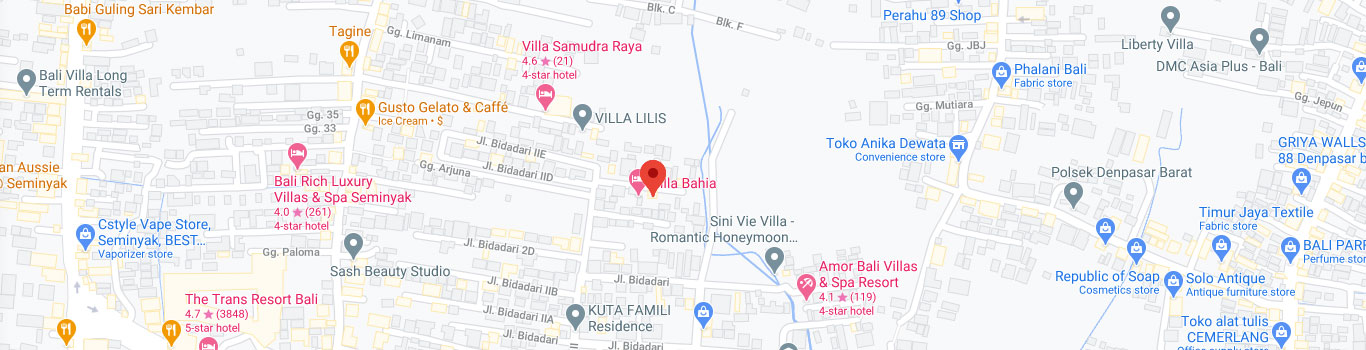 Babi Guling Sari Kembar
Tagine
Bali Villa Long
Term Rentals
Gg. Limanam
Gusto Gelato & Caffé
Ice Cream • $
Gg. 35
Gg. 33
Blk. C
Blk. F
Villa Samudra Raya
4.6 ★ (21)
4-star hotel
VILLA LILIS
Jl. Bidadari IIE
Jl. Bidadari IID
Gg. Arjuna
an Aussie
@ Seminyak
Bali Rich Luxury
Villas & Spa Seminyak
4.0 ★ (261)
4-star hotel
Cstyle Vape Store,
Seminyak, BEST...
Vaporizer store
Gg. Paloma
Sash Beauty Studio
The Trans Resort Bali
4.7 ★ (3848)
5-star hotel
Jl. Bidadari 2D
Jl. Bidadari IIB
Jl. Bidadari IIA
Jl. Bidadari
KUTA FAMILI
Residence
illa Bahia
Sini Vie Villa -
Romantic Honeymoon...
Amor Bali Villas
& Spa Resort
4.1 ★ (119)
4-star hotel
Perahu 89 Shop
Gg. JBJ
Phalani Bali
Fabric store
Gg. Mutiara
Toko Anika Dewata
Convenience store
Liberty Villa
DMC Asia Plus - Bali
Gg. Jepun
GRIYA WALLS
88 Denpasar b
Polsek Denpasar Barat
Timur Jaya Textile
Fabric store
BALI PARF
Perfume store
Republic of Soap
Cosmetics store
Solo Antique
Antique furniture store
Toko alat tulis
CEMERLANG